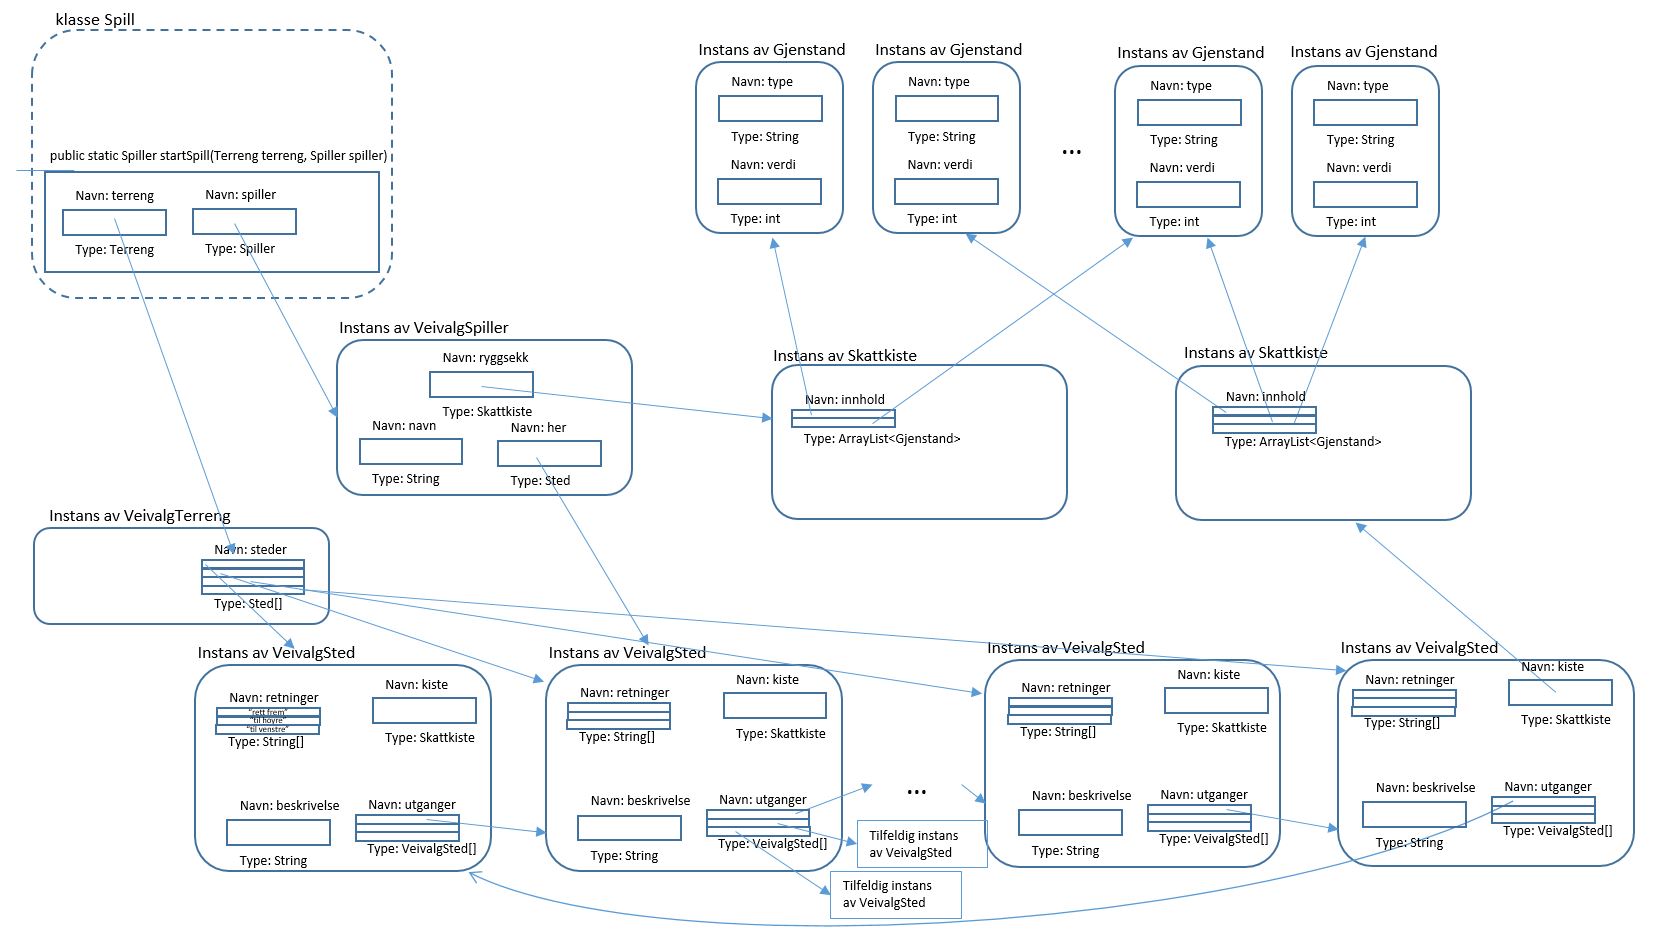 klasse Spill
public static Spiller startSpill(Terreng terreng, Spiller spiller)
Navn: terreng
Type: Terreng
Navn: spiller
Type: Spiller
Instans av Gjenstand
Navn: type
Type: String
Navn: verdi
Type: int
Instans av Gjenstand
Navn: type
Type: String
Navn: verdi
Type: int
...
Instans av Gjenstand
Navn: type
Type: String
Navn: verdi
Type: int
Instans av Gjenstand
Navn: type
Type: String
Navn: verdi
Type: int
Instans av VeivalgSpiller
Navn: ryggsekk
Type: Skattkiste
Navn: navn
Type: String
Navn: her
Type: Sted
Instans av Skattkiste
Navn: innhold
Type: ArrayList<Gjenstand>
Instans av Skattkiste
Navn: innhold
Type: ArrayList<Gjenstand>
Instans av VeivalgTerreng
Navn: steder
Type: Sted[]
Instans av VeivalgSted
Navn: retninger
"rett frem"
"til høyre"
"til venstre"
Type: String[]
Navn: kiste
Type: Skattkiste
Navn: beskrivelse
Type: String
Navn: utganger
Type: VeivalgSted[]
Instans av VeivalgSted
Navn: retninger
Type: String[]
Navn: kiste
Type: Skattkiste
Navn: beskrivelse
Type: String
Navn: utganger
Type: VeivalgSted[]
...
Tilfeldig instans
av VeivalgSted
Tilfeldig instans
av VeivalgSted
Instans av VeivalgSted
Navn: retninger
Type: String[]
Navn: kiste
Type: Skattkiste
Navn: beskrivelse
Type: String
Navn: utganger
Type: VeivalgSted[]
Instans av VeivalgSted
Navn: retninger
Type: String[]
Navn: kiste
Type: Skattkiste
Navn: beskrivelse
Type: String
Navn: utganger
Type: VeivalgSted[]